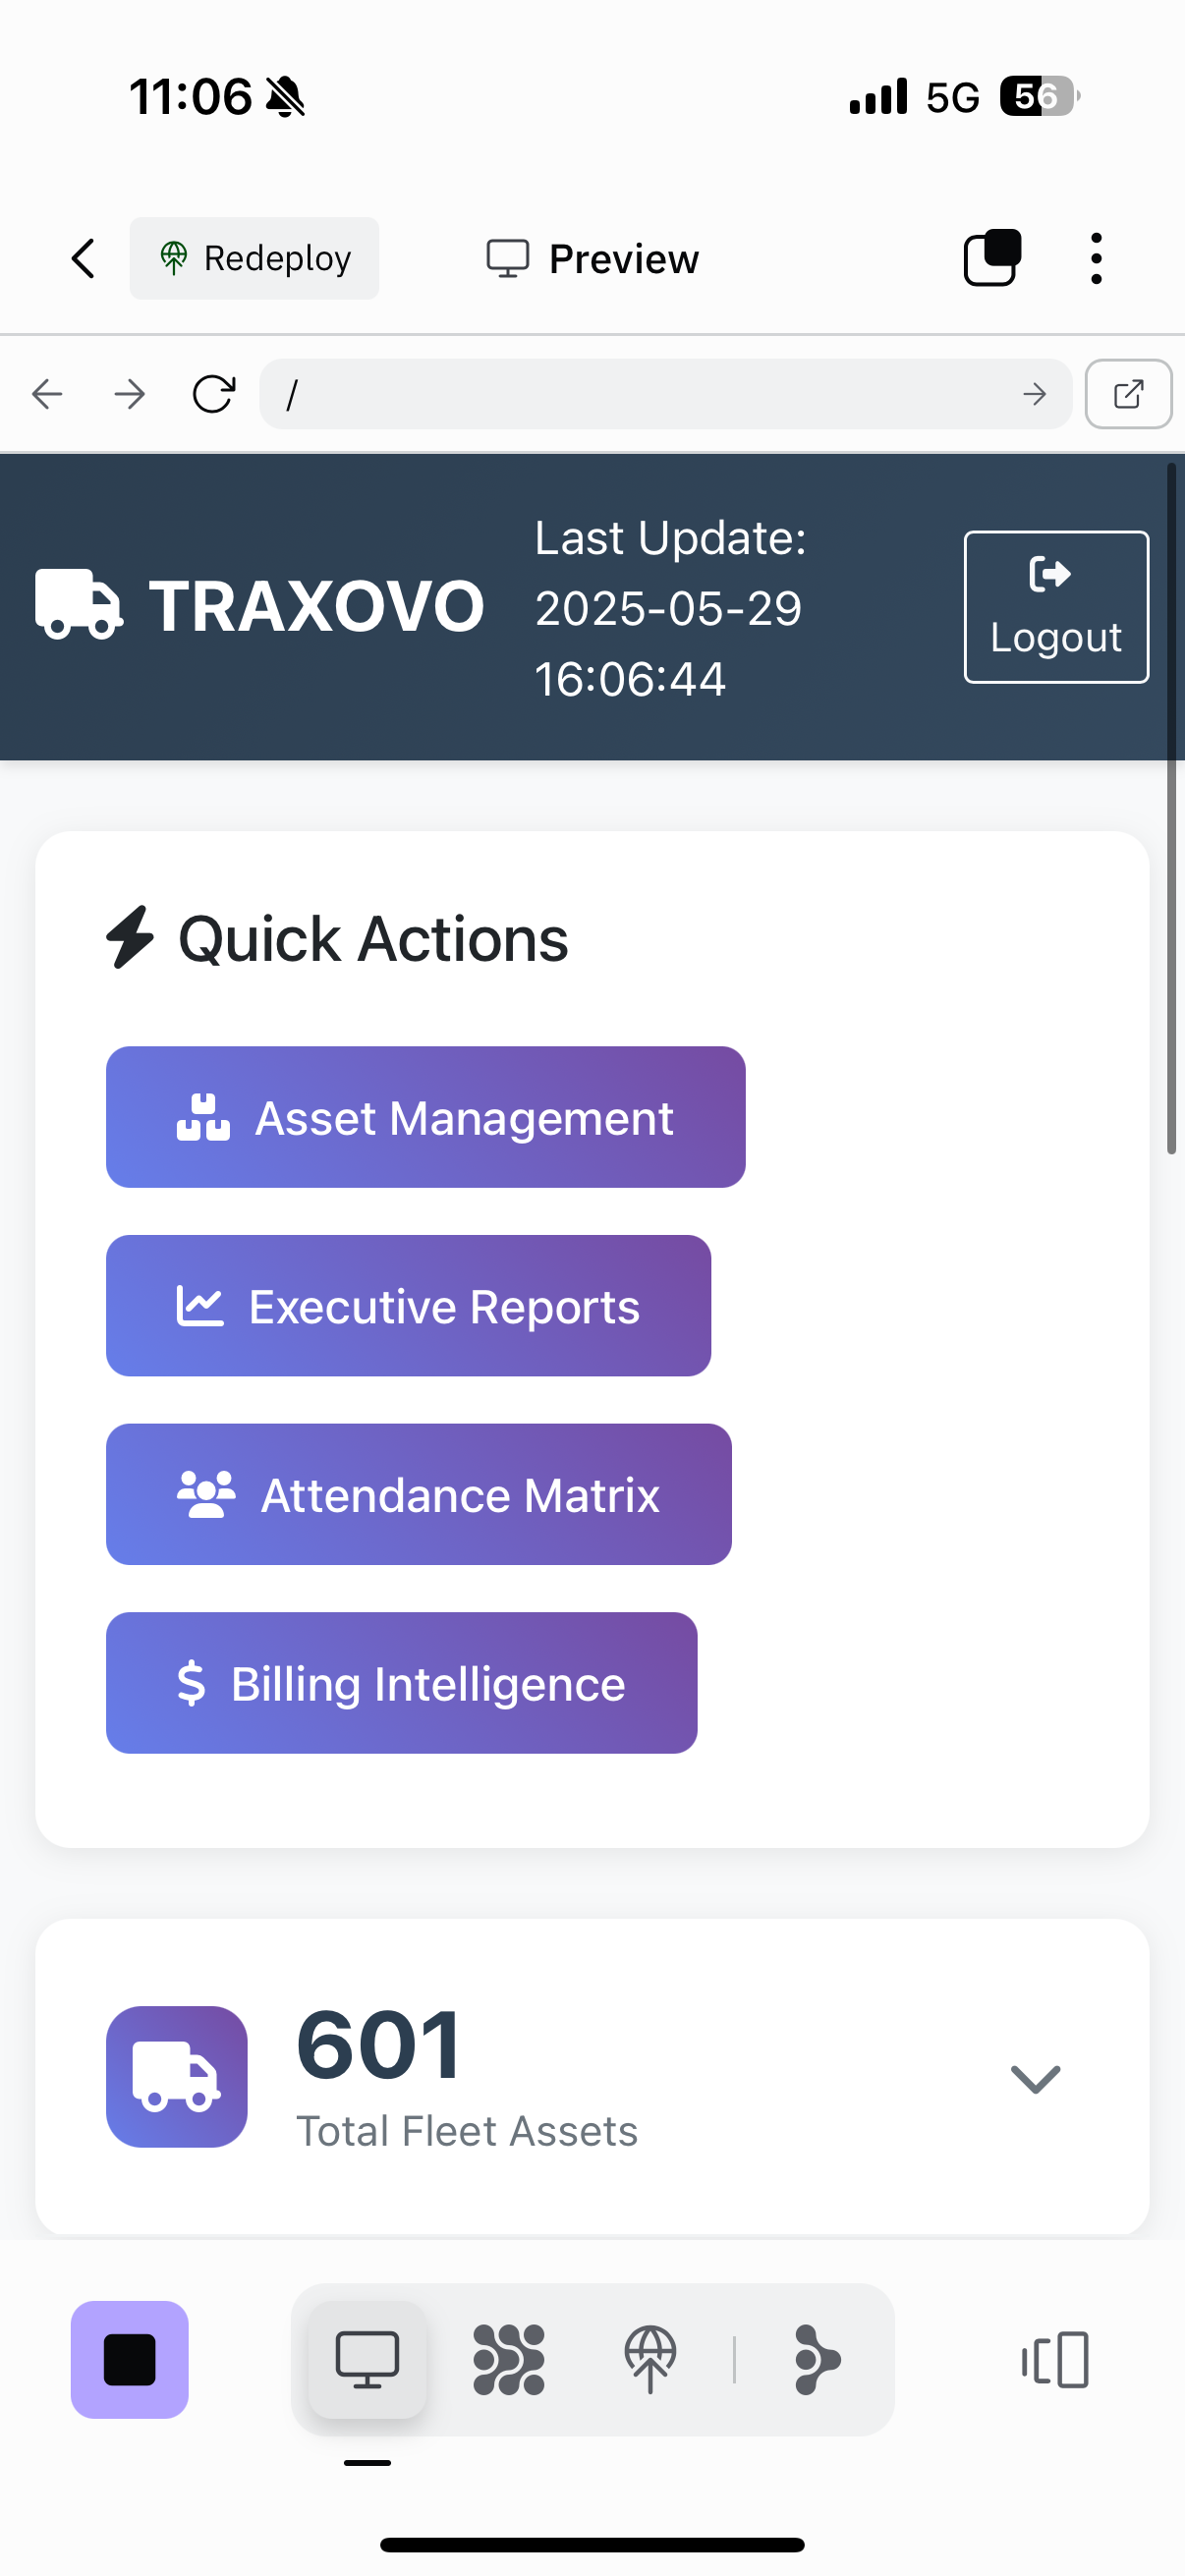 11:06
5G
56
Redeploy
Preview
/
TRAXOVO
Last Update:
2025-05-29
16:06:44
Logout
Quick Actions
Asset Management
Executive Reports
Attendance Matrix
$ Billing Intelligence
601
Total Fleet Assets